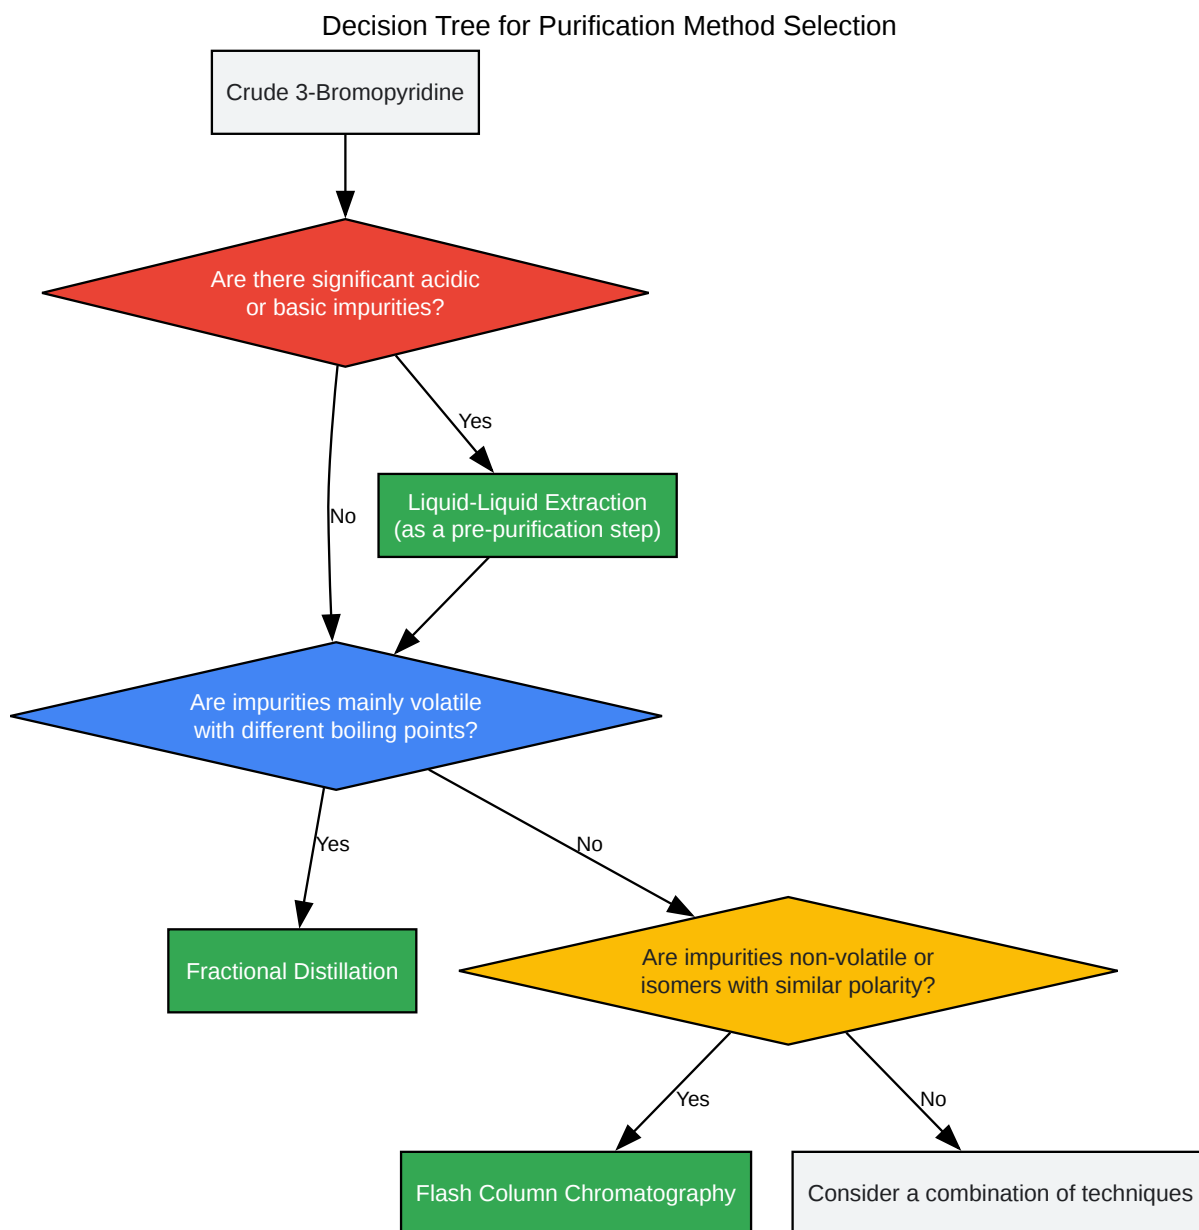 Decision Tree for Purification Method Selection
Crude 3-Bromopyridine
Are there significant acidic
or basic impurities?
Yes
Liquid-Liquid Extraction
(as a pre-purification step)
No
Are impurities mainly volatile
with different boiling points?
Yes
No
Fractional Distillation
Are impurities non-volatile or
isomers with similar polarity?
Yes
No
Flash Column Chromatography
Consider a combination of techniques